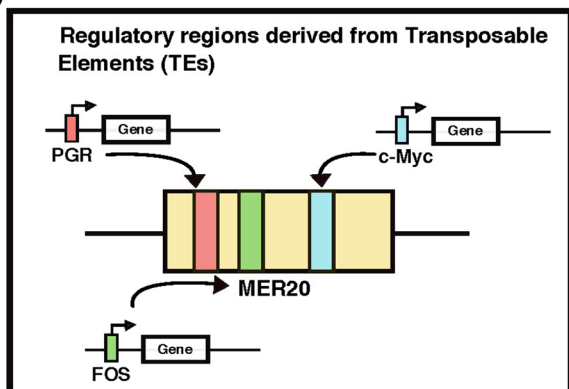 Regulatory regions derived from Transposable
Elements (TEs)
Gene
PGR
Gene
c-Myc
MER20
Gene
FOS